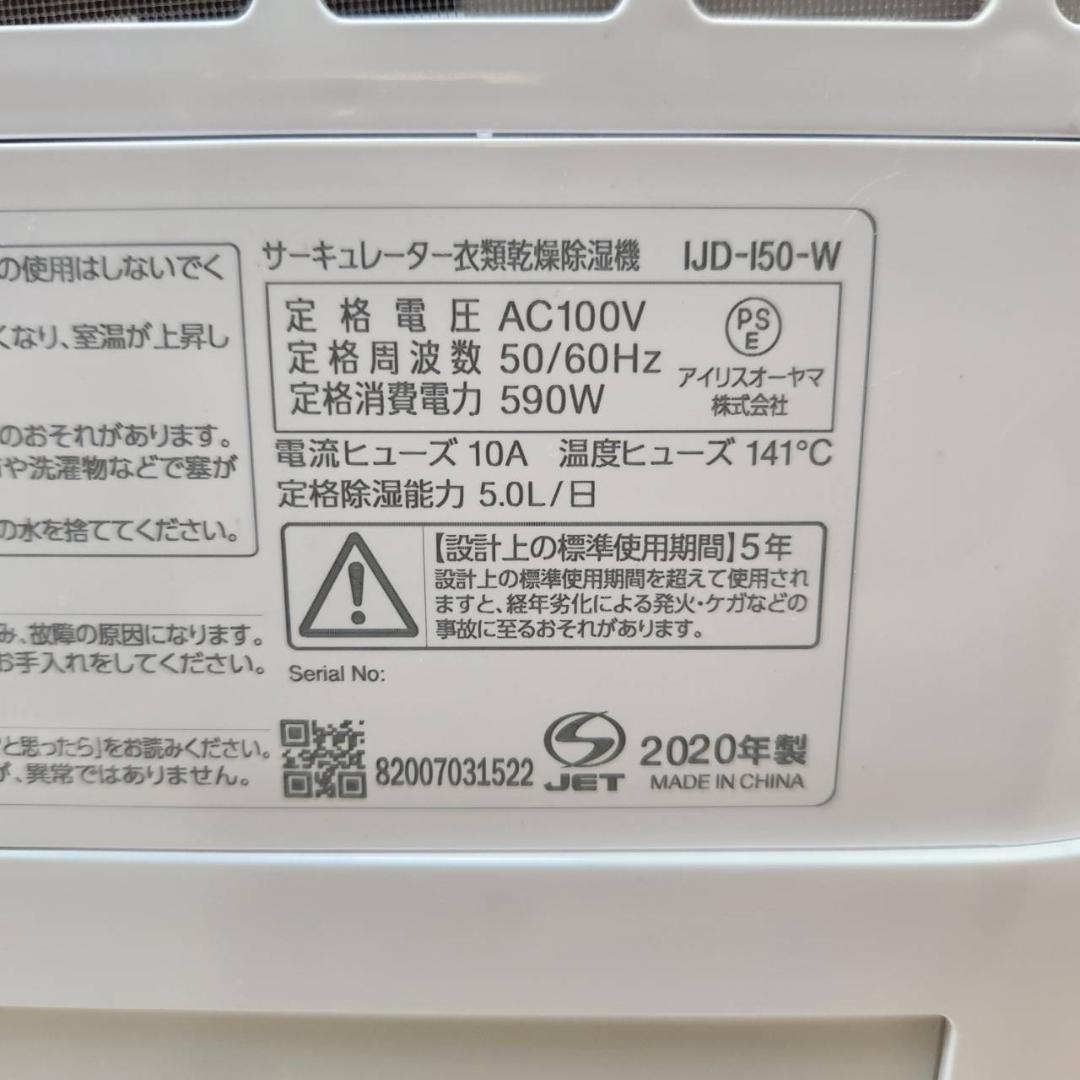 の使用はしないでく
くなり、室温が上昇し
のおそれがあります。
や洗濯物などで塞が
の水を捨ててください。
み、故障の原因になります。
お手入れをしてください。
と思ったら」をお読みください。
が、異常ではありません。
サーキュレーター衣類乾燥除湿機 IJD-I50-W
定格電圧 AC100V
定格周波数 50/60Hz
定格消費電力 590W
PS
E
アイリスオーヤマ
株式会社
電流ヒューズ 10A 温度ヒューズ 141℃
定格除湿能力 5.0L/日
【設計上の標準使用期間】5年
設計上の標準使用期間を超えて使用され
ますと、経年劣化による発火・ケガなどの
事故に至るおそれがあります。
Serial No:
82007031522
JET
2020年製
MADE IN CHINA